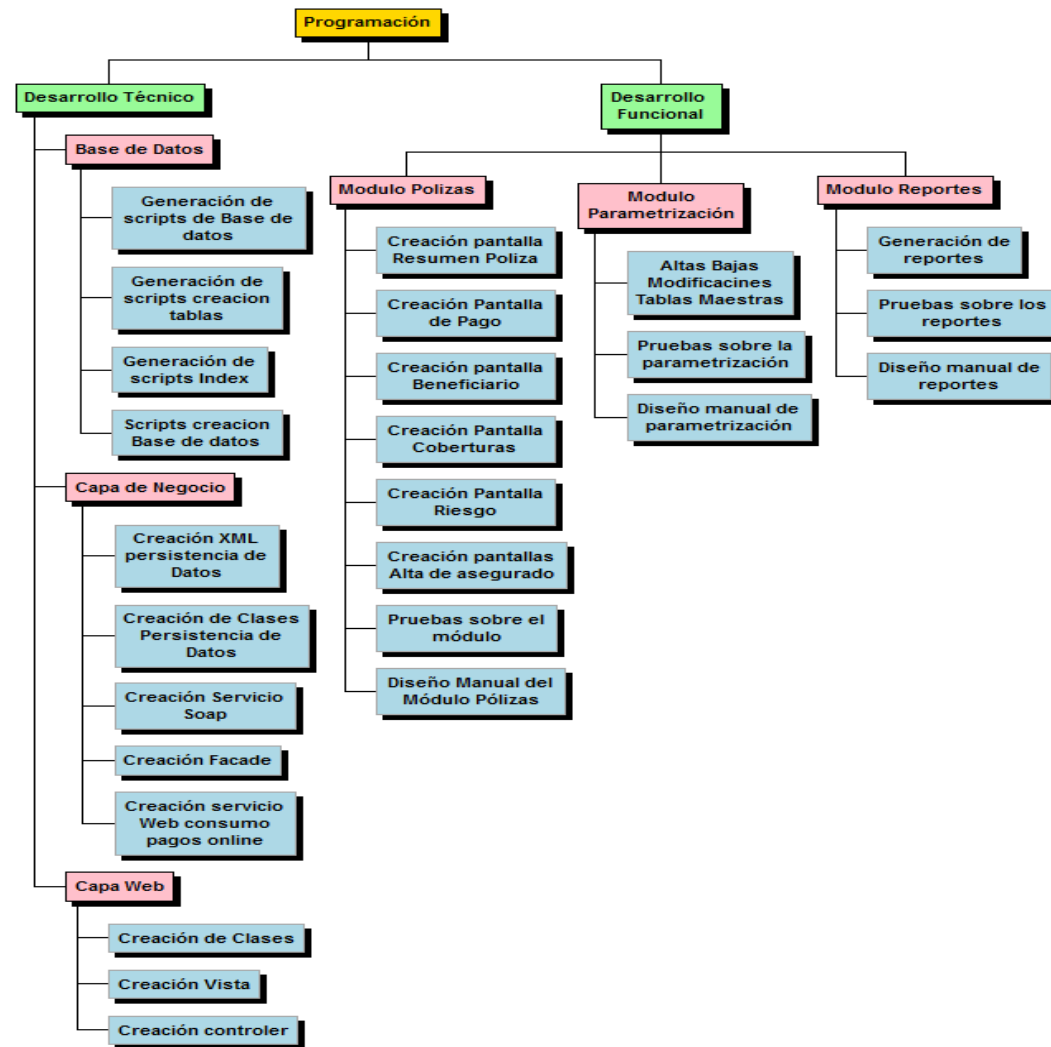 Programación
Desarrollo Técnico
Base de Datos
Generación de
scripts de Base de
datos
Generación de
scripts creacion
tablas
Generación de
scripts Index
Scripts creacion
Base de datos
Capa de Negocio
Creación XML
persistencia de
Datos
Creación de Clases
Persistencia de
Datos
Creación Servicio
Soap
Creación Facade
Creación servicio
Web consumo
pagos online
Capa Web
Creación de Clases
Creación Vista
Creación controler
Desarrollo
Funcional
Modulo Polizas
Creación pantalla
Resumen Poliza
Creación Pantalla
de Pago
Creación pantalla
Beneficiario
Creación Pantalla
Coberturas
Creación Pantalla
Riesgo
Creación pantallas
Alta de asegurado
Pruebas sobre el
módulo
Diseño Manual del
Módulo Pólizas
Modulo
Parametrización
Altas Bajas
Modificacines
Tablas Maestras
Pruebas sobre la
parametrización
Diseño manual de
parametrización
Modulo Reportes
Generación de
reportes
Pruebas sobre los
reportes
Diseño manual de
reportes